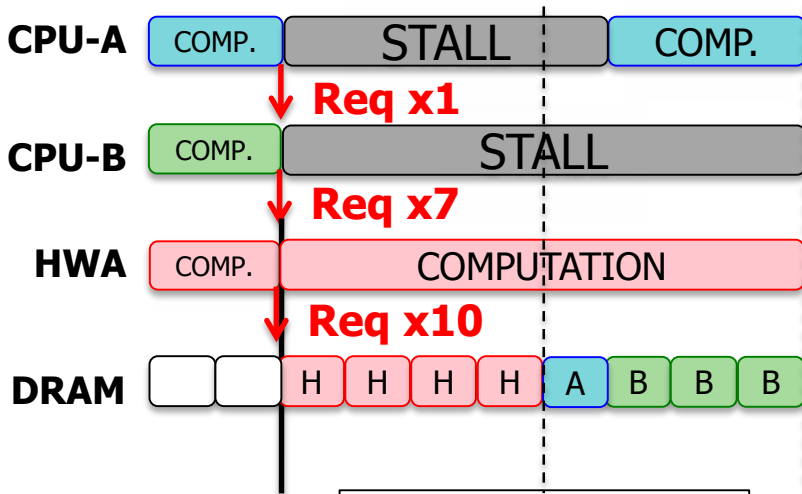 CPU-A COMP. STALL COMP.
Req x1
CPU-B COMP. STALL
Req x7
HWA COMP. COMPUTATION
Req x10
DRAM H H H H A B B B